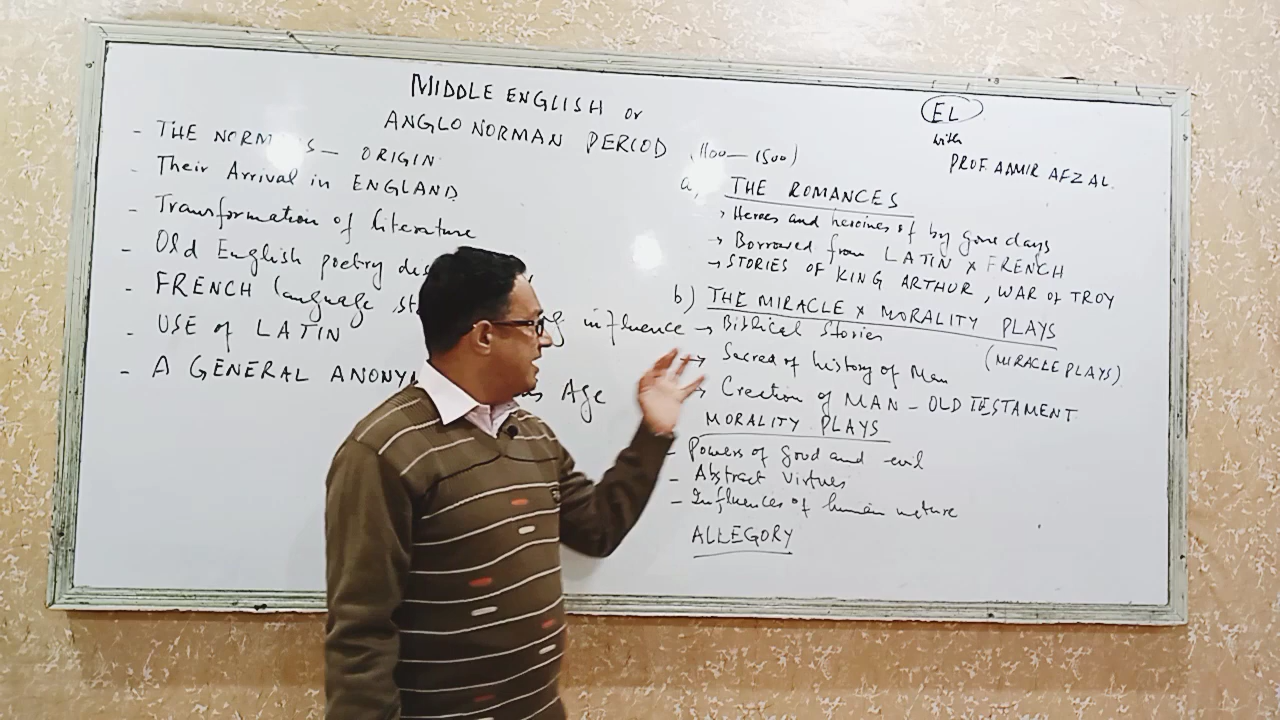 MIDDLE ENGLISH or
ANGLO NORMAN PERIOD (1100 — 1500)
EL
with
PROF. AAMIR AFZAL.
- THE — ORIGIN
- Their Arrival in ENGLAND
- Transformation of literature
- Old English poetry
- FRENCH language influence
- USE of LATIN
- A GENERAL Age
a, THE ROMANCES
→ Heroes and heroines of by gone days
→ Borrowed from LATIN & FRENCH
→ STORIES OF KING ARTHUR, WAR of TROY
b) THE MIRACLE & MORALITY PLAYS
→ Biblical Stories
(MIRACLE PLAYS)
→ Sacred of history of Man
→ Creation of MAN - OLD TESTAMENT
MORALITY PLAYS
- Powers of good and evil
- Abstract virtues
- Influences of human nature
ALLEGORY